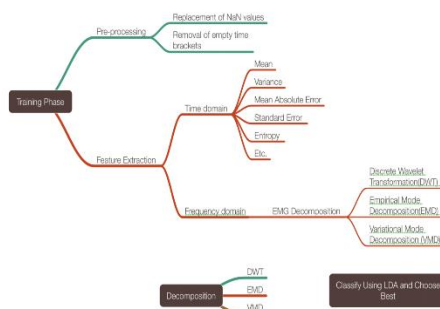 Replacement of NaN values
Pre-processing
Removal of empty time
brackets
Mean
Variance
Training Phase
Time domain
Mean Absolute Error
Standard Error
Entropy
Etc.
Feature Extraction
Discrete Wavelet
Transformation(DWT)
Frequency domain
EMG Decomposition
Empirical Mode
Decomposition(EMD)
Variational Mode
Decomposition (VMD)
DWT
Decomposition
EMD
VMD
Classify Using LDA and Choose
Best